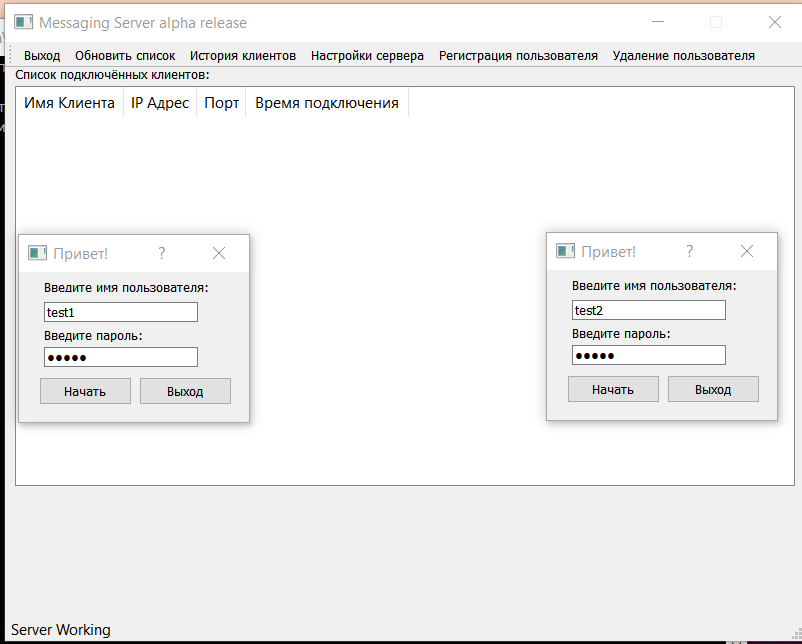 Messaging Server alpha release
Выход Обновить список История клиентов Настройки сервера Регистрация пользователя Удаление пользователя
Список подключённых клиентов:
Имя Клиента IP Адрес Порт Время подключения
Привет! ?
Введите имя пользователя:
test1
Введите пароль:
●●●●●
Начать Выход
Привет! ?
Введите имя пользователя:
test2
Введите пароль:
●●●●●
Начать Выход
Server Working